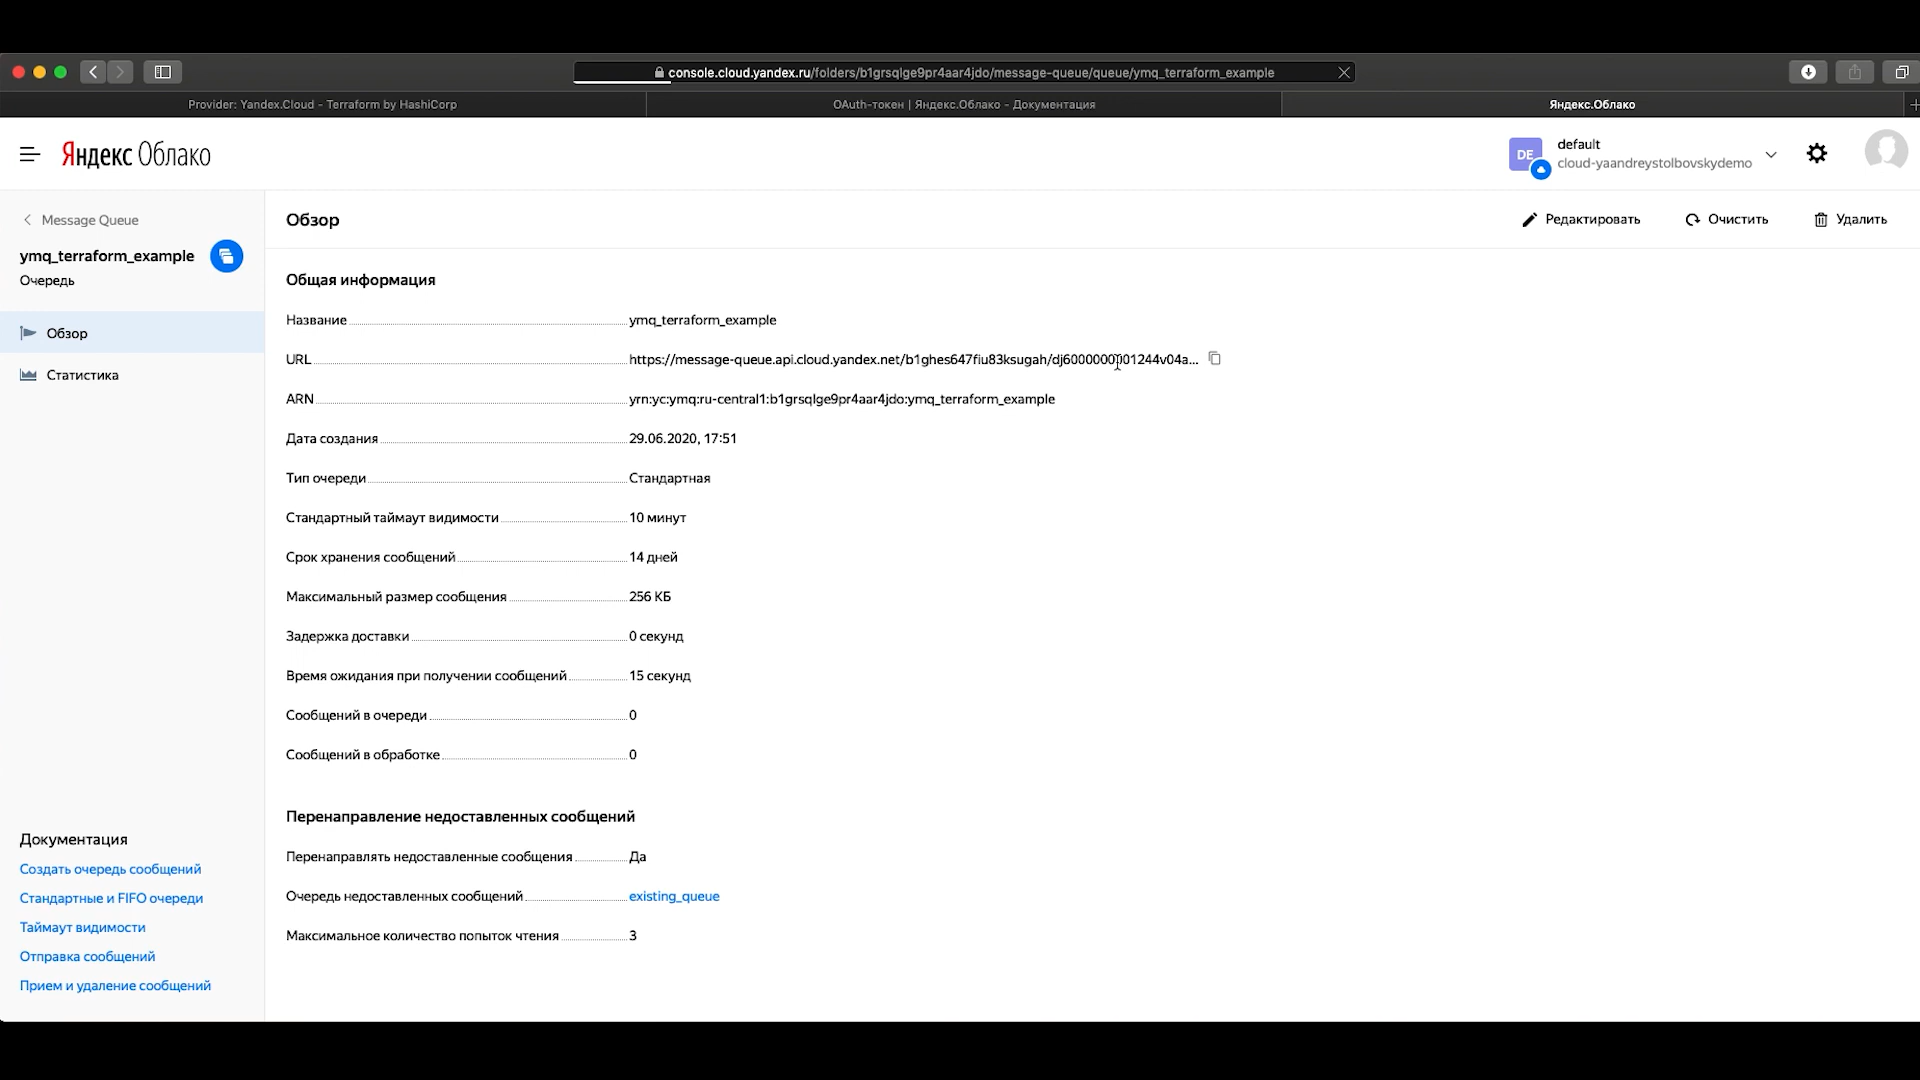 console.cloud.yandex.ru/folders/b1grsqlge9pr4aar4jdo/message-queue/queue/ymq_terraform_example
Provider: Yandex.Cloud - Terraform by HashiCorp
OAuth-токен | Яндекс.Облако - Документация
Яндекс.Облако
Яндекс Облако
DE
default
cloud-yaandreystolbovskydemo
Message Queue
ymq_terraform_example
Очередь
Обзор
Статистика
Документация
Создать очередь сообщений
Стандартные и FIFO очереди
Таймаут видимости
Отправка сообщений
Прием и удаление сообщений
Обзор
Редактировать
Очистить
Удалить
Общая информация
Название ymq_terraform_example
URL https://message-queue.api.cloud.yandex.net/b1ghes647fiu83ksugah/dj6000000001244v04a...
ARN yrn:yc:ymq:ru-central1:b1grsqlge9pr4aar4jdo:ymq_terraform_example
Дата создания 29.06.2020, 17:51
Тип очереди Стандартная
Стандартный таймаут видимости 10 минут
Срок хранения сообщений 14 дней
Максимальный размер сообщения 256 КБ
Задержка доставки 0 секунд
Время ожидания при получении сообщений 15 секунд
Сообщений в очереди 0
Сообщений в обработке 0
Перенаправление недоставленных сообщений
Перенаправлять недоставленные сообщения Да
Очередь недоставленных сообщений existing_queue
Максимальное количество попыток чтения 3